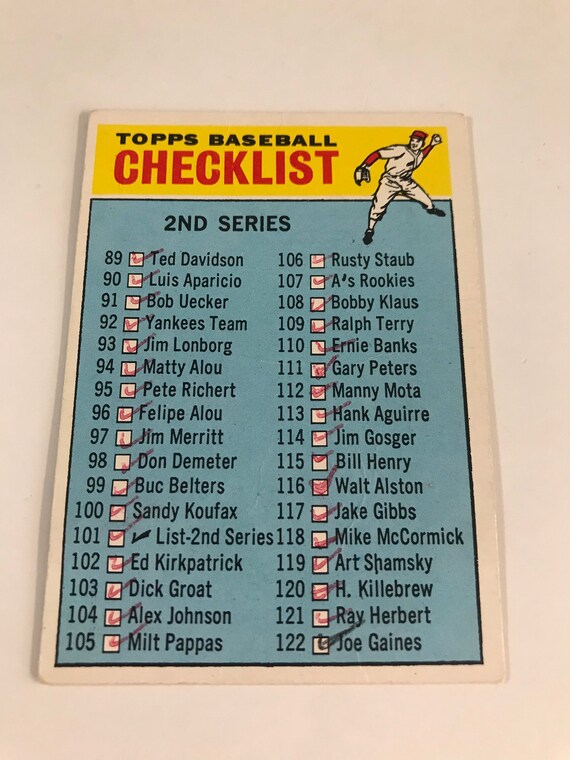 TOPPS BASEBALL
CHECKLIST
2ND SERIES
89 Ted Davidson
90 Luis Aparicio
91 Bob Uecker
92 Yankees Team
93 Jim Lonborg
94 Matty Alou
95 Pete Richert
96 Felipe Alou
97 Jim Merritt
98 Don Demeter
99 Buc Belters
100 Sandy Koufax
101 List-2nd Series
102 Ed Kirkpatrick
103 Dick Groat
104 Alex Johnson
105 Milt Pappas
106 Rusty Staub
107 A's Rookies
108 Bobby Klaus
109 Ralph Terry
110 Ernie Banks
111 Gary Peters
112 Manny Mota
113 Hank Aguirre
114 Jim Gosger
115 Bill Henry
116 Walt Alston
117 Jake Gibbs
118 Mike McCormick
119 Art Shamsky
120 H. Killebrew
121 Ray Herbert
122 Joe Gaines